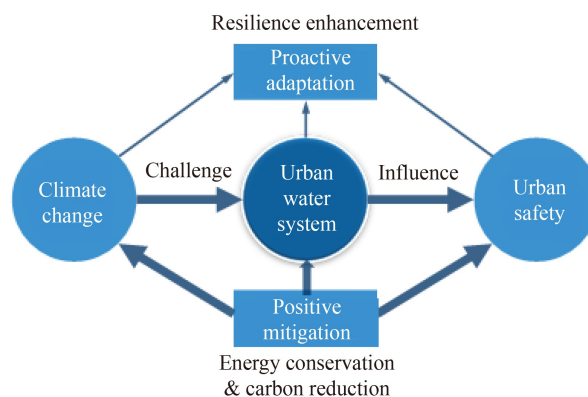 Resilience enhancement
Proactive
adaptation
Climate
change
Challenge
Urban
water
system
Influence
Urban
safety
Positive
mitigation
Energy conservation
& carbon reduction